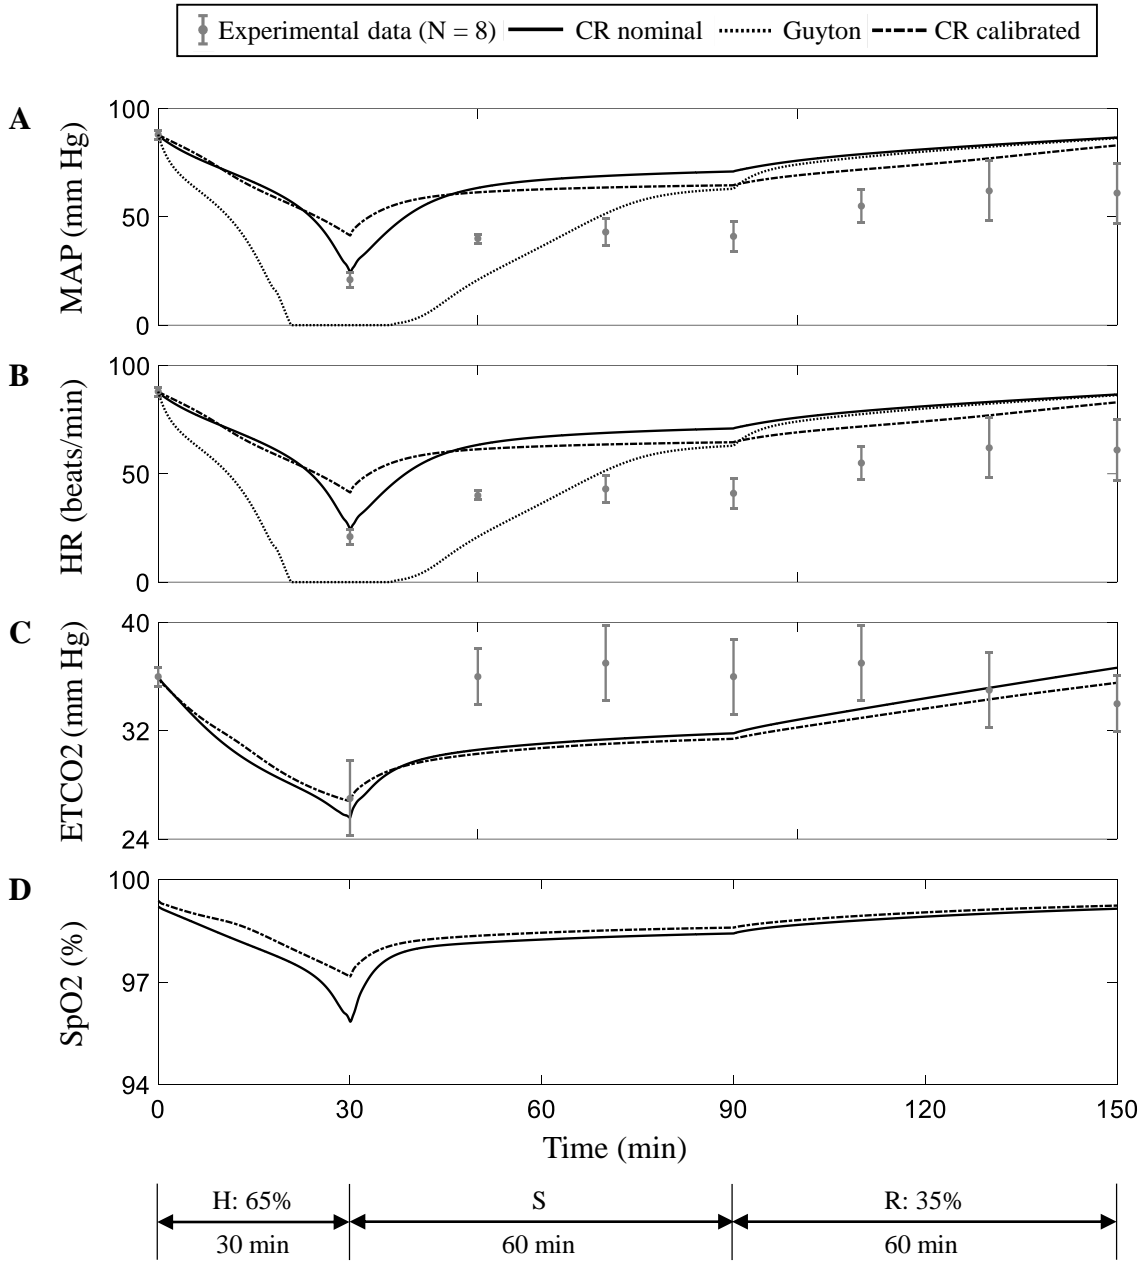 Experimental data (N = 8) CR nominal Guyton CR calibrated
A
MAP (mm Hg)
100
50
0
B
HR (beats/min)
100
50
0
C
ETCO2 (mm Hg)
40
32
24
D
SpO2 (%)
100
97
94
0 30 60 90 120 150
Time (min)
H: 65% S R: 35%
30 min 60 min 60 min